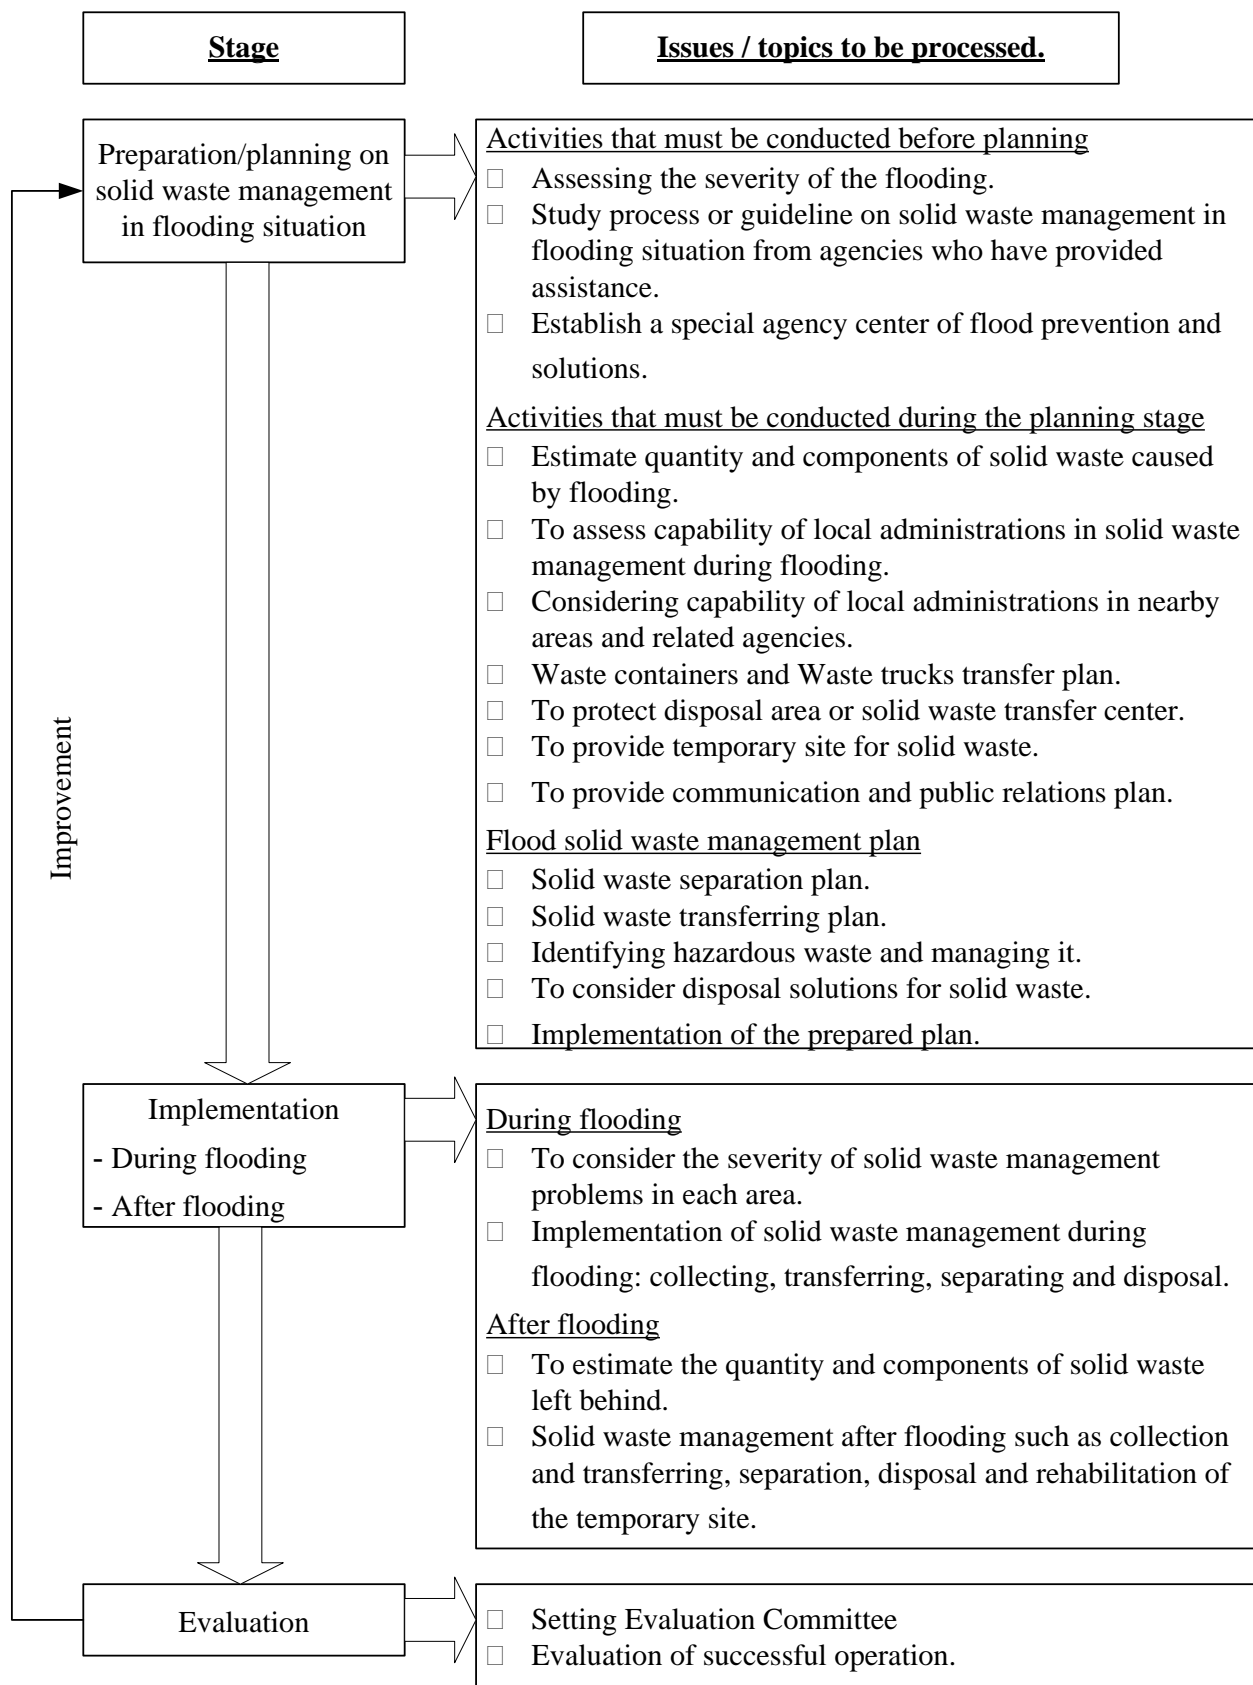 Stage
Issues / topics to be processed.
Preparation/planning on
solid waste management
in flooding situation
Activities that must be conducted before planning
□ Assessing the severity of the flooding.
□ Study process or guideline on solid waste management in
flooding situation from agencies who have provided
assistance.
□ Establish a special agency center of flood prevention and
solutions.
Activities that must be conducted during the planning stage
□ Estimate quantity and components of solid waste caused
by flooding.
□ To assess capability of local administrations in solid waste
management during flooding.
□ Considering capability of local administrations in nearby
areas and related agencies.
□ Waste containers and Waste trucks transfer plan.
□ To protect disposal area or solid waste transfer center.
□ To provide temporary site for solid waste.
□ To provide communication and public relations plan.
Flood solid waste management plan
□ Solid waste separation plan.
□ Solid waste transferring plan.
□ Identifying hazardous waste and managing it.
□ To consider disposal solutions for solid waste.
□ Implementation of the prepared plan.
Improvement
Implementation
- During flooding
- After flooding
During flooding
□ To consider the severity of solid waste management
problems in each area.
□ Implementation of solid waste management during
flooding: collecting, transferring, separating and disposal.
After flooding
□ To estimate the quantity and components of solid waste
left behind.
□ Solid waste management after flooding such as collection
and transferring, separation, disposal and rehabilitation of
the temporary site.
Evaluation
□ Setting Evaluation Committee
□ Evaluation of successful operation.